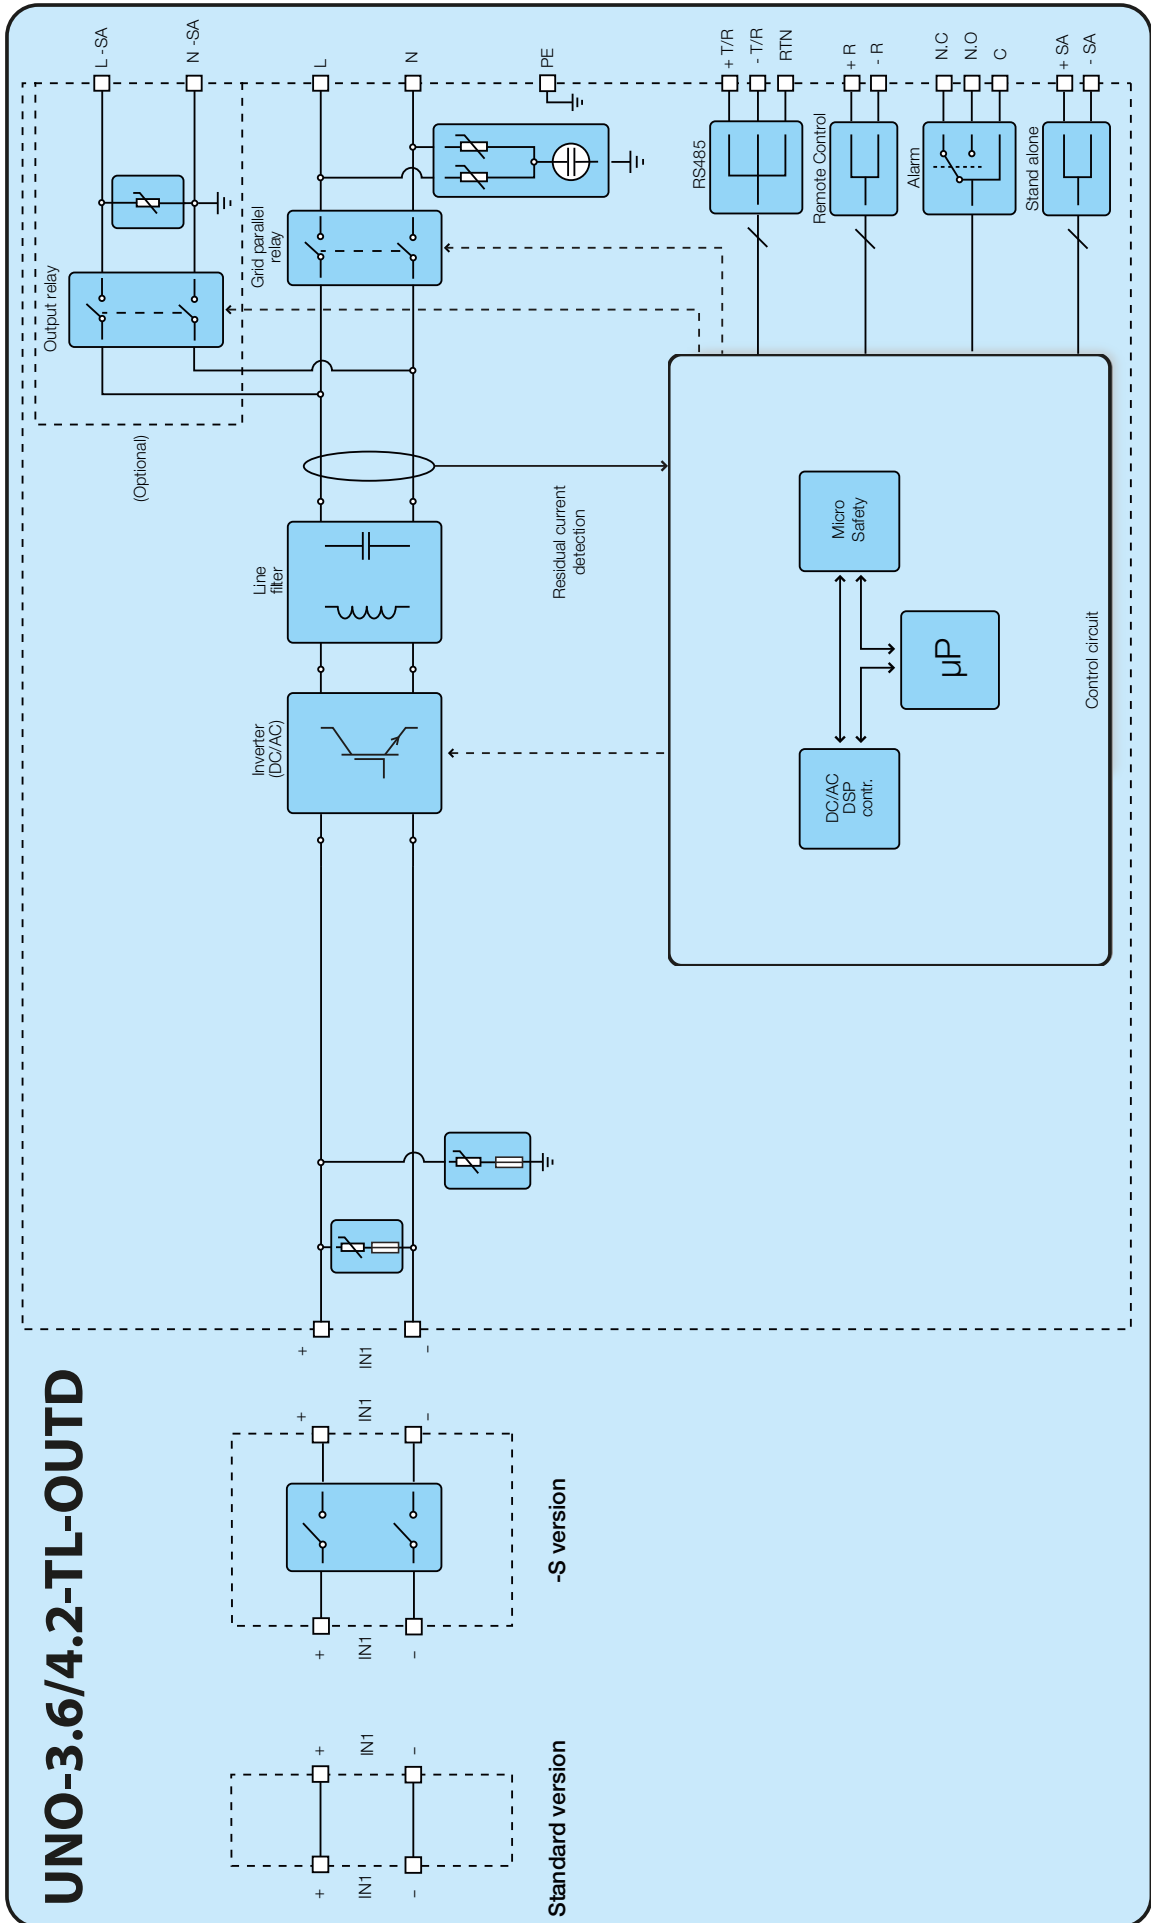 UNO-3.6/4.2-TL-OUTD
Standard version
+
IN1
–
+
IN1
–
-S version
+
IN1
–
+
IN1
–
+
IN1
–
Inverter
(DC/AC)
Line
filter
Residual current
detection
(Optional)
Output relay
Grid parallel
relay
L -SA
N -SA
L
N
PE
RS485
+ T/R
- T/R
RTN
Remote Control
+ R
- R
Alarm
N.C
N.O
C
Stand alone
+ SA
- SA
DC/AC
DSP
contr.
Micro
Safety
µP
Control circuit